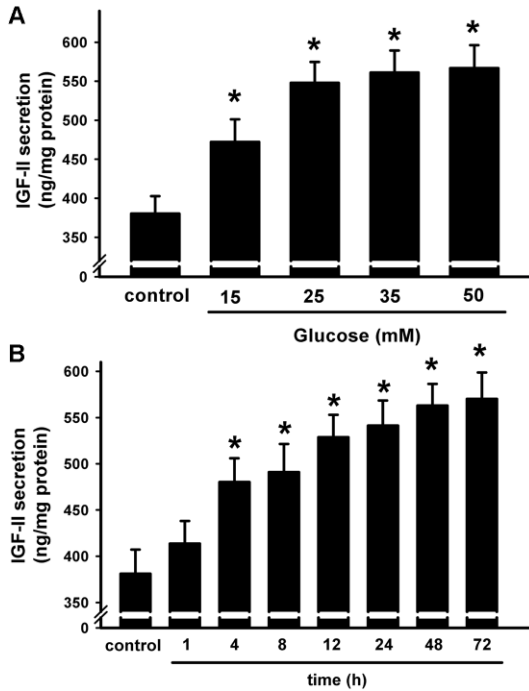 A
IGF-II secretion
(ng/mg protein)
600
550
500
450
400
350
0
* * * *
control 15 25 35 50
Glucose (mM)
B
IGF-II secretion
(ng/mg protein)
600
550
500
450
400
350
0
* * * * * *
control 1 4 8 12 24 48 72
time (h)